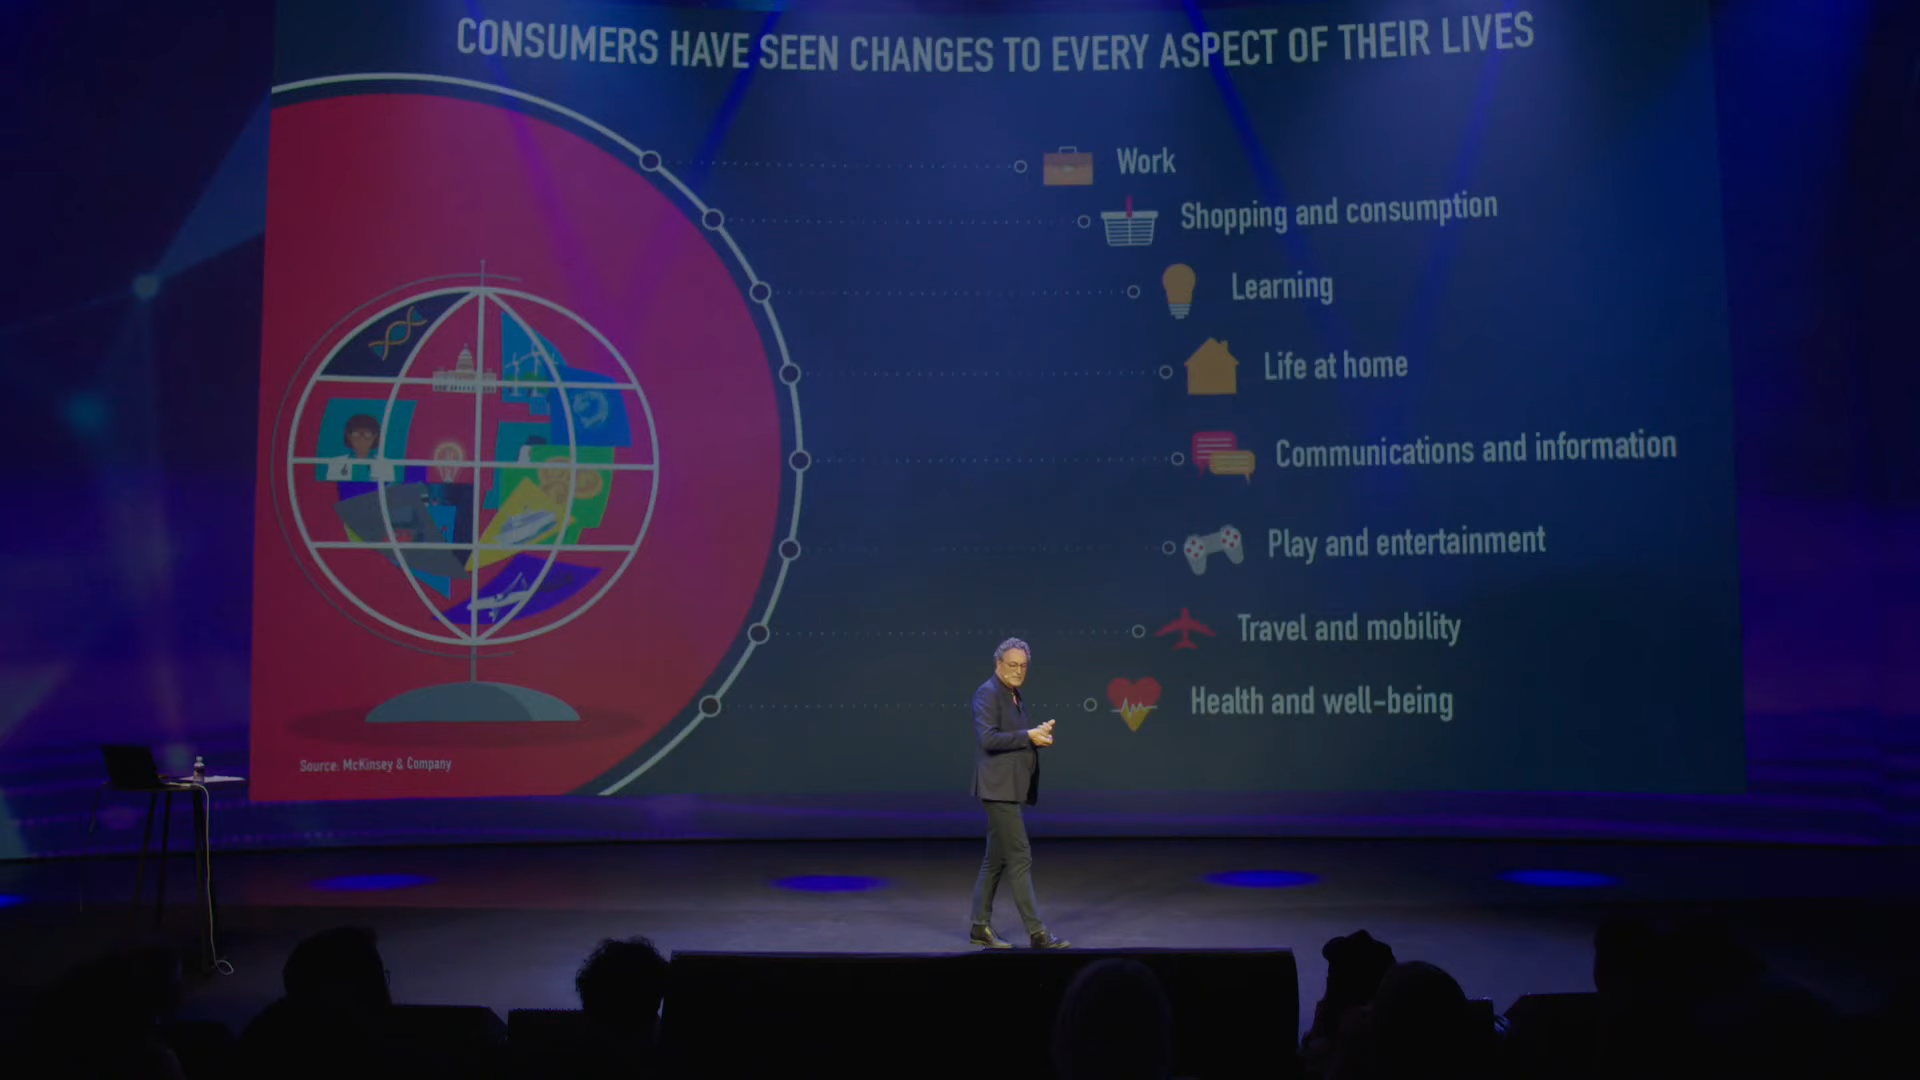 CONSUMERS HAVE SEEN CHANGES TO EVERY ASPECT OF THEIR LIVES
Work
Shopping and consumption
Learning
Life at home
Communications and information
Play and entertainment
Travel and mobility
Health and well-being
Source: McKinsey & Company